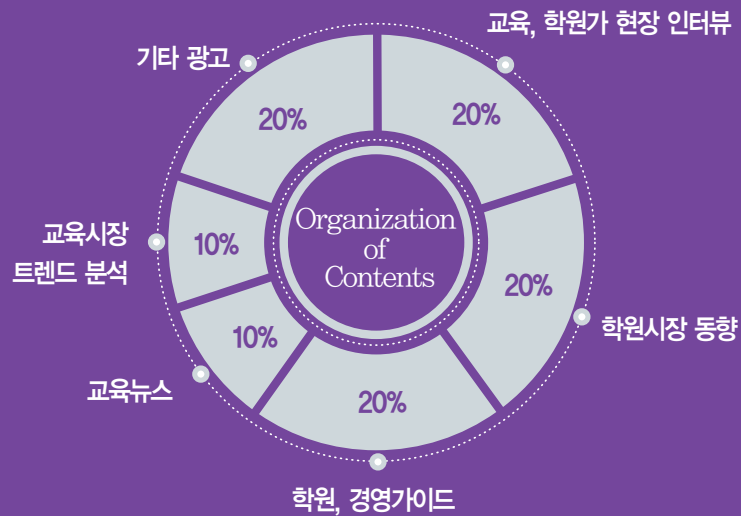 교육, 학원가 현장 인터뷰
기타 광고
20%
20%
교육시장
트렌드 분석
10%
Organization
of
Contents
20%
학원시장 동향
10%
교육뉴스
20%
학원, 경영가이드